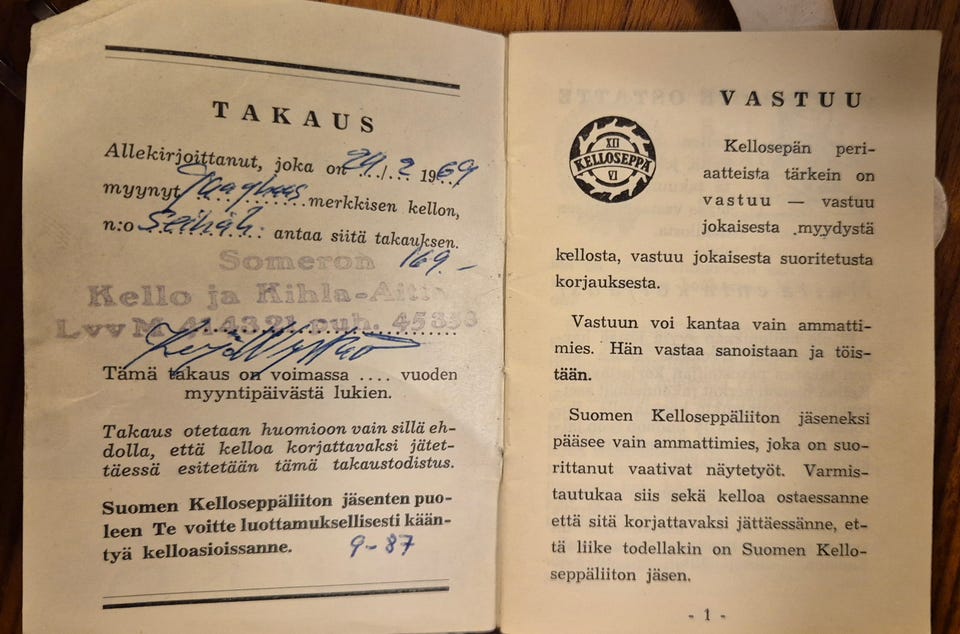 TAKAUS
Allekirjoittanut, joka on 24/2 1969
myynyt Junghans merkkisen kellon,
n:o Seinäk. antaa siitä takauksen.
169.-
Someron
Kello ja Kihla-Aitta
LvvM 414321 puh. 45358
Tämä takaus on voimassa .... vuoden
myyntipäivästä lukien.
Takaus otetaan huomioon vain sillä eh-
dolla, että kelloa korjattavaksi jätet-
täessä esitetään tämä takaustodistus.
Suomen Kelloseppäliiton jäsenten puo-
leen Te voitte luottamuksellisesti kään-
tyä kelloasioissanne.
9-87
VASTUU
XII
KELLOSEPPÄ
VI
Kellosepän peri-
aatteista tärkein on
vastuu — vastuu
jokaisesta myydystä
kellosta, vastuu jokaisesta suoritetusta
korjauksesta.
Vastuun voi kantaa vain ammatti-
mies. Hän vastaa sanoistaan ja töis-
tään.
Suomen Kelloseppäliiton jäseneksi
pääsee vain ammattimies, joka on suo-
rittanut vaativat näytetyöt. Varmis-
tautukaa siis sekä kelloa ostaessanne
että sitä korjattavaksi jättäessänne, et-
tä liike todellakin on Suomen Kello-
seppäliiton jäsen.
- 1 -